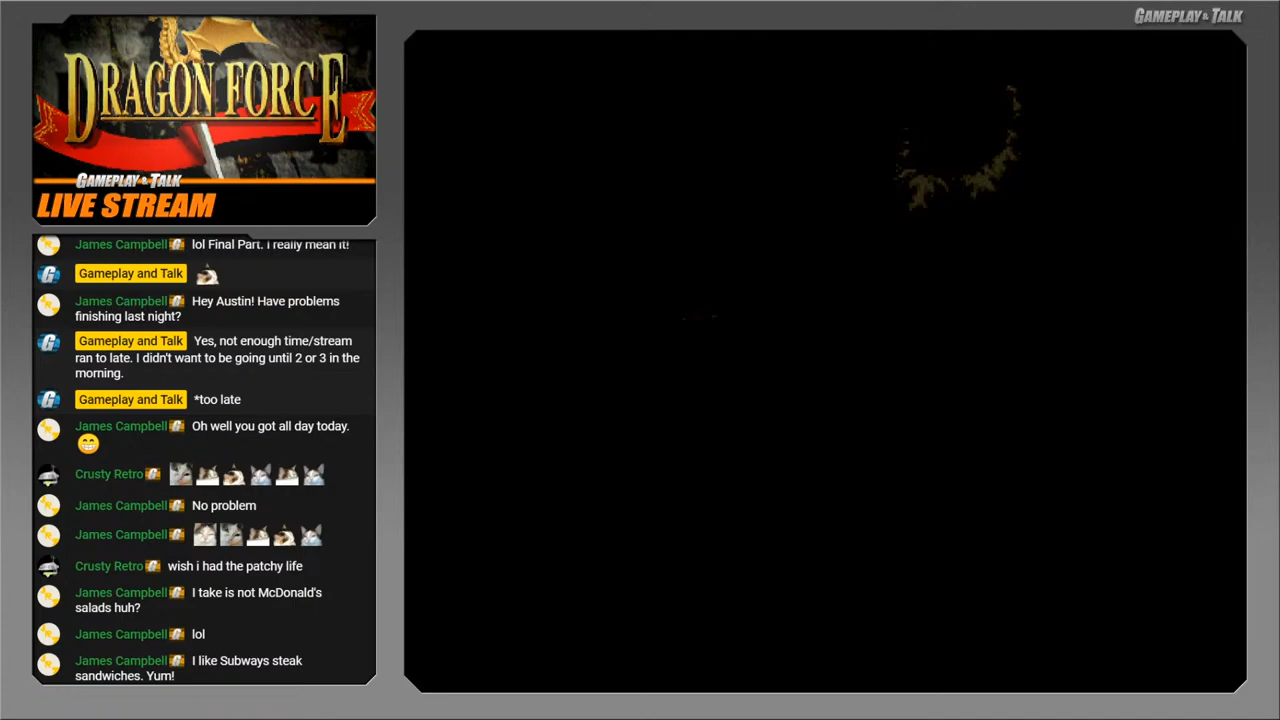 GAMEPLAY & TALK
DRAGON FORCE
GAMEPLAY & TALK
LIVE STREAM
James Campbell lol Final Part. I really mean it!
Gameplay and Talk
James Campbell Hey Austin! Have problems
finishing last night?
Gameplay and Talk Yes, not enough time/stream
ran to late. I didn't want to be going until 2 or 3 in the
morning.
Gameplay and Talk *too late
James Campbell Oh well you got all day today.
Crusty Retro
James Campbell No problem
James Campbell
Crusty Retro wish i had the patchy life
James Campbell I take is not McDonald's
salads huh?
James Campbell lol
James Campbell I like Subways steak
sandwiches. Yum!